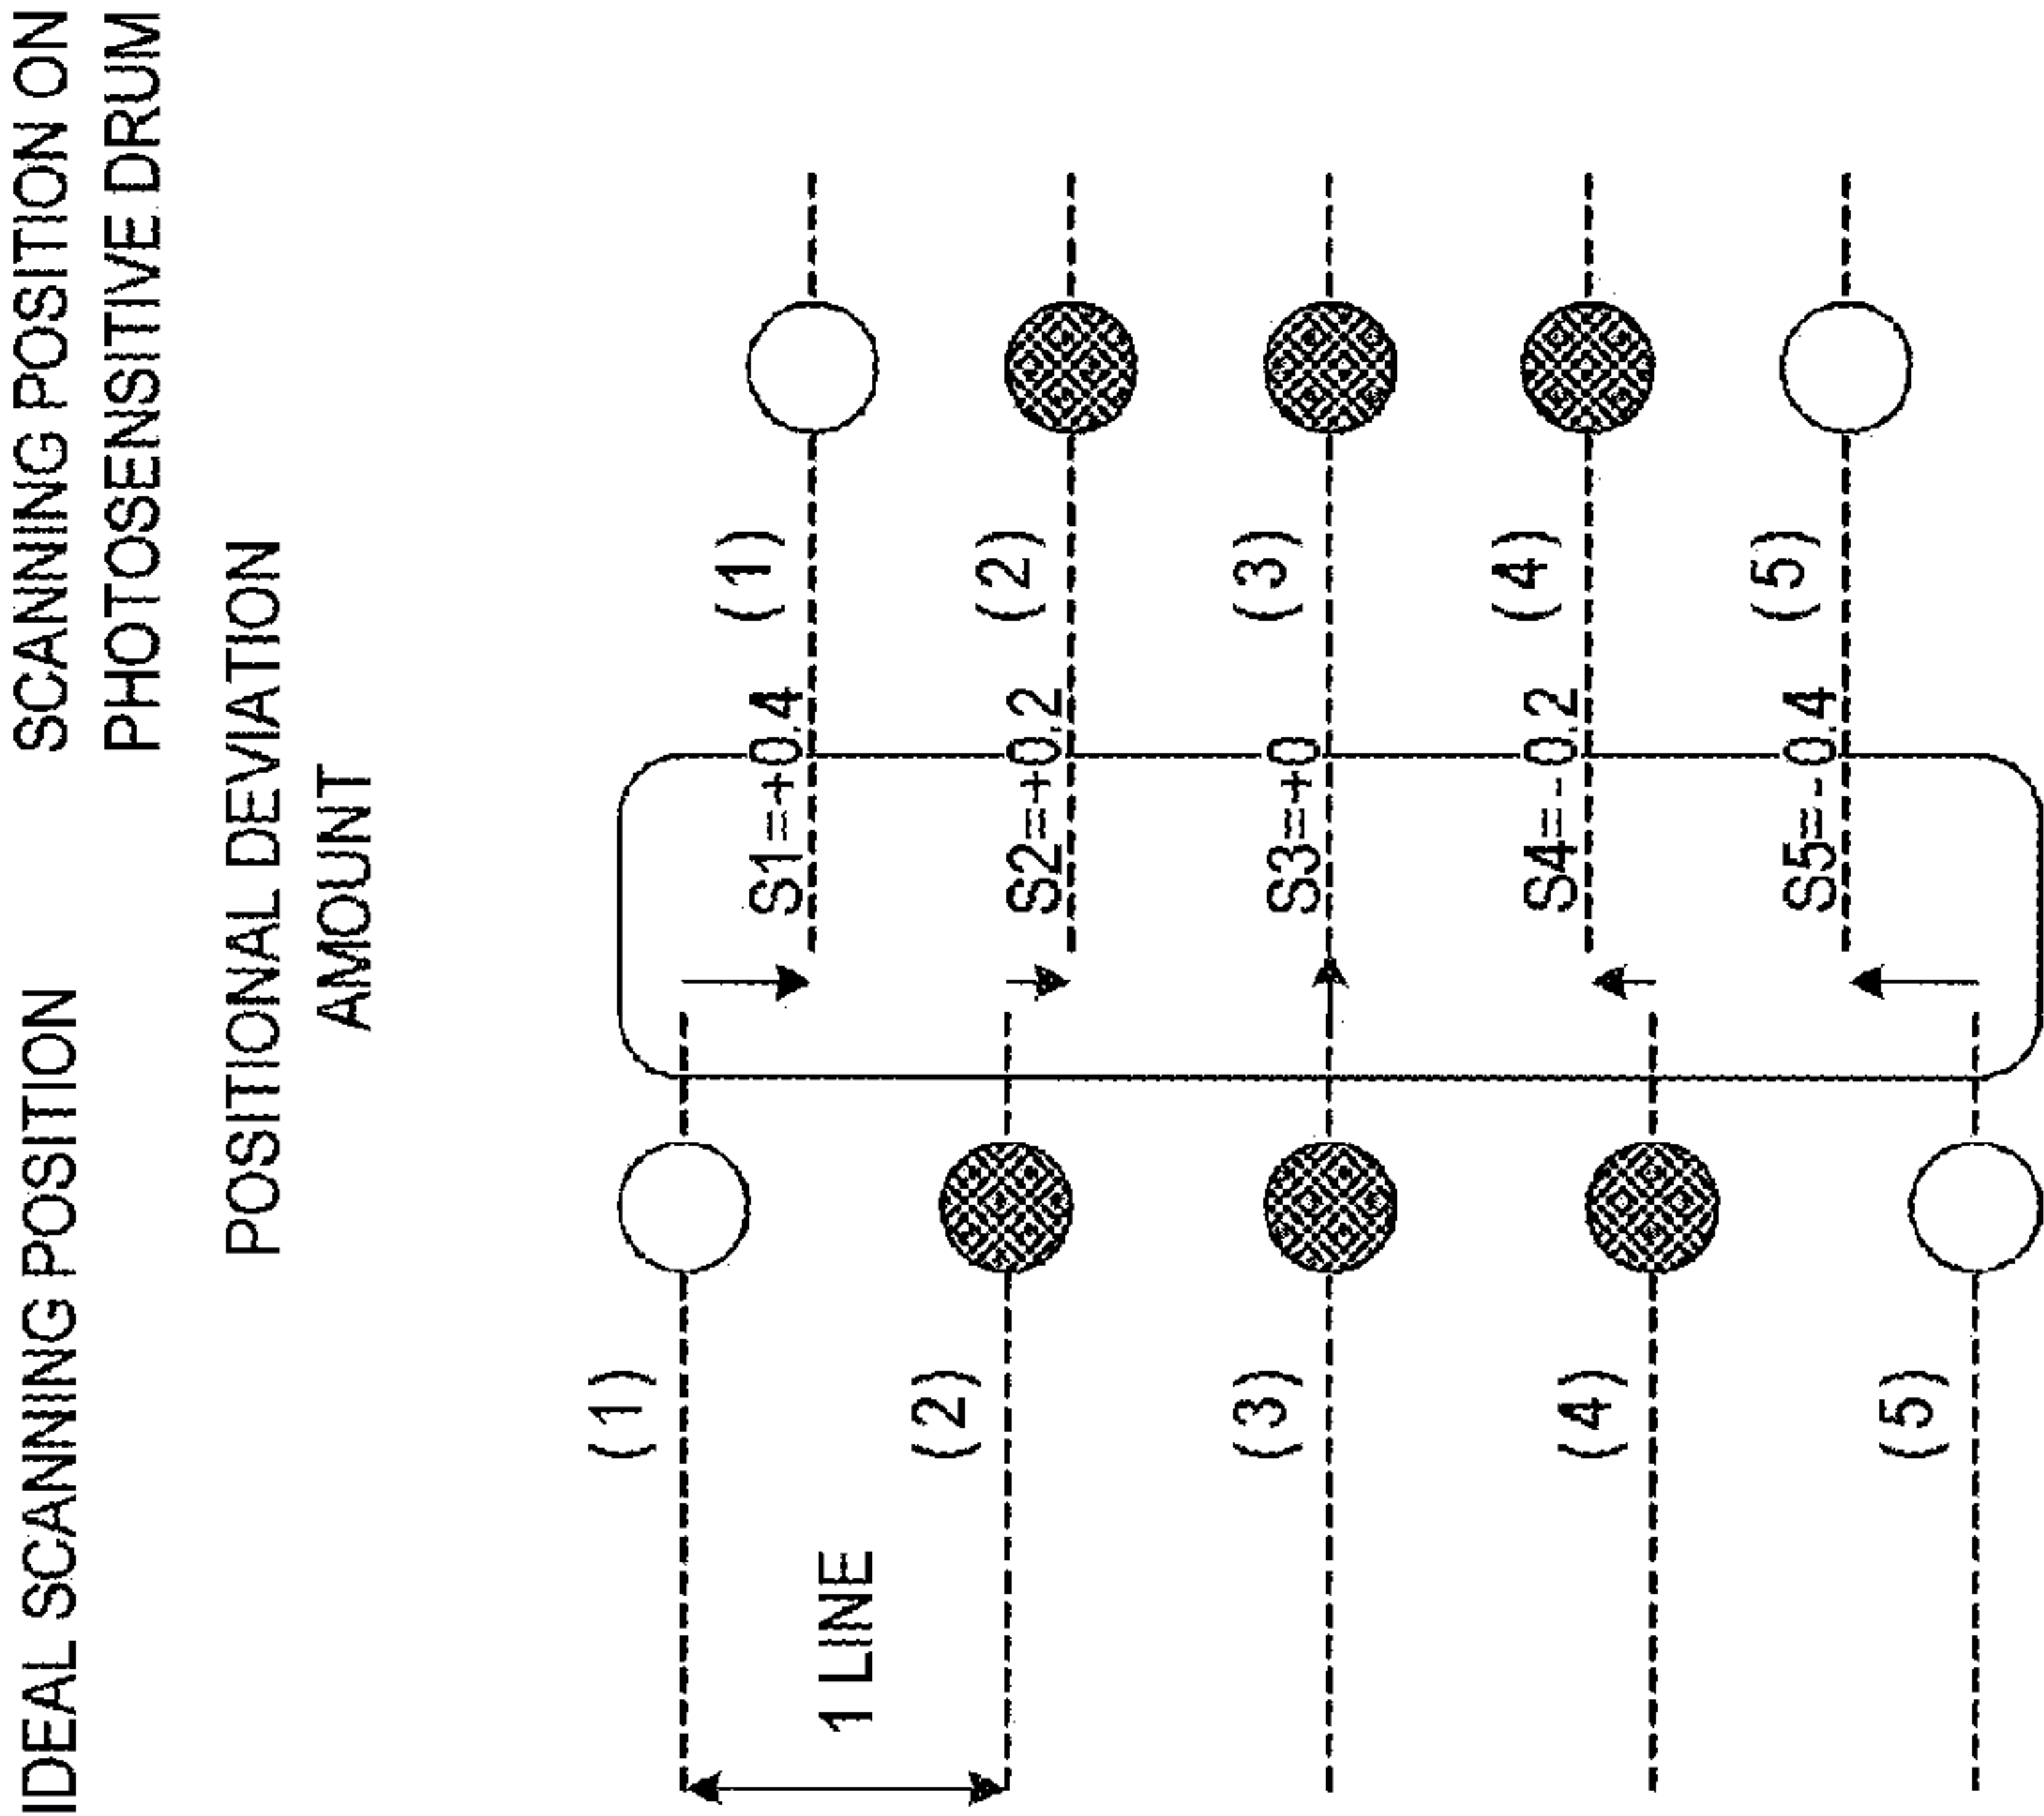 IDEAL SCANNING POSITION
SCANNING POSITION ON
PHOTOSENSITIVE DRUM
POSITIONAL DEVIATION
AMOUNT
(1)
S1=+0.4
(1)
1 LINE
(2)
S2=+0.2
(2)
(3)
S3=+0
(3)
(4)
S4=-0.2
(4)
(5)
S5=-0.4
(5)